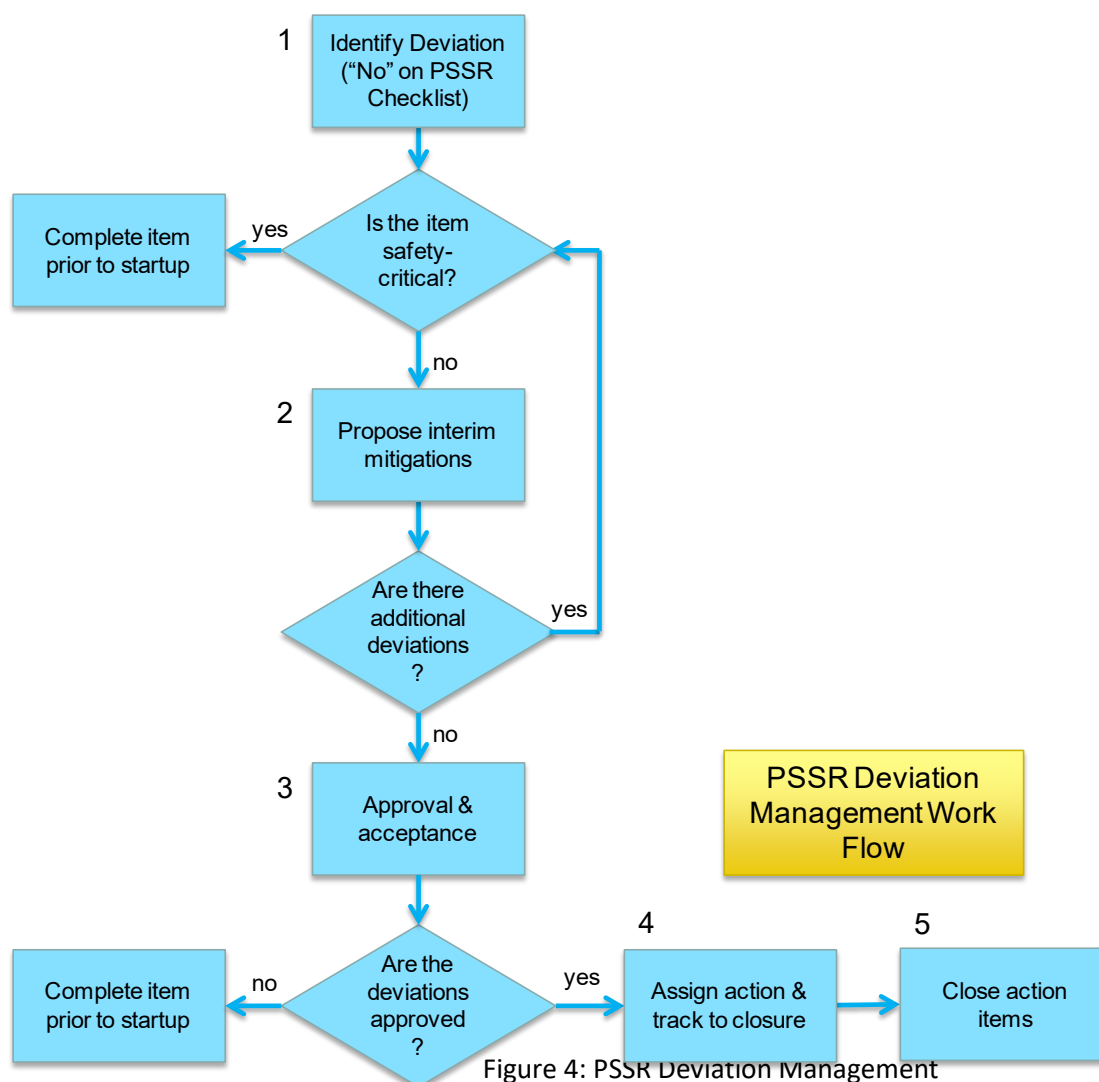 1
Identify Deviation
(“No” on PSSR
Checklist)
Is the item
safety-
critical?
yes
Complete item
prior to startup
no
2
Propose interim
mitigations
Are there
additional
deviations
?
yes
no
3
Approval &
acceptance
PSSR Deviation
Management Work
Flow
Are the
deviations
approved
?
no
Complete item
prior to startup
yes
4
Assign action &
track to closure
5
Close action
items
Figure 4: PSSR Deviation Management